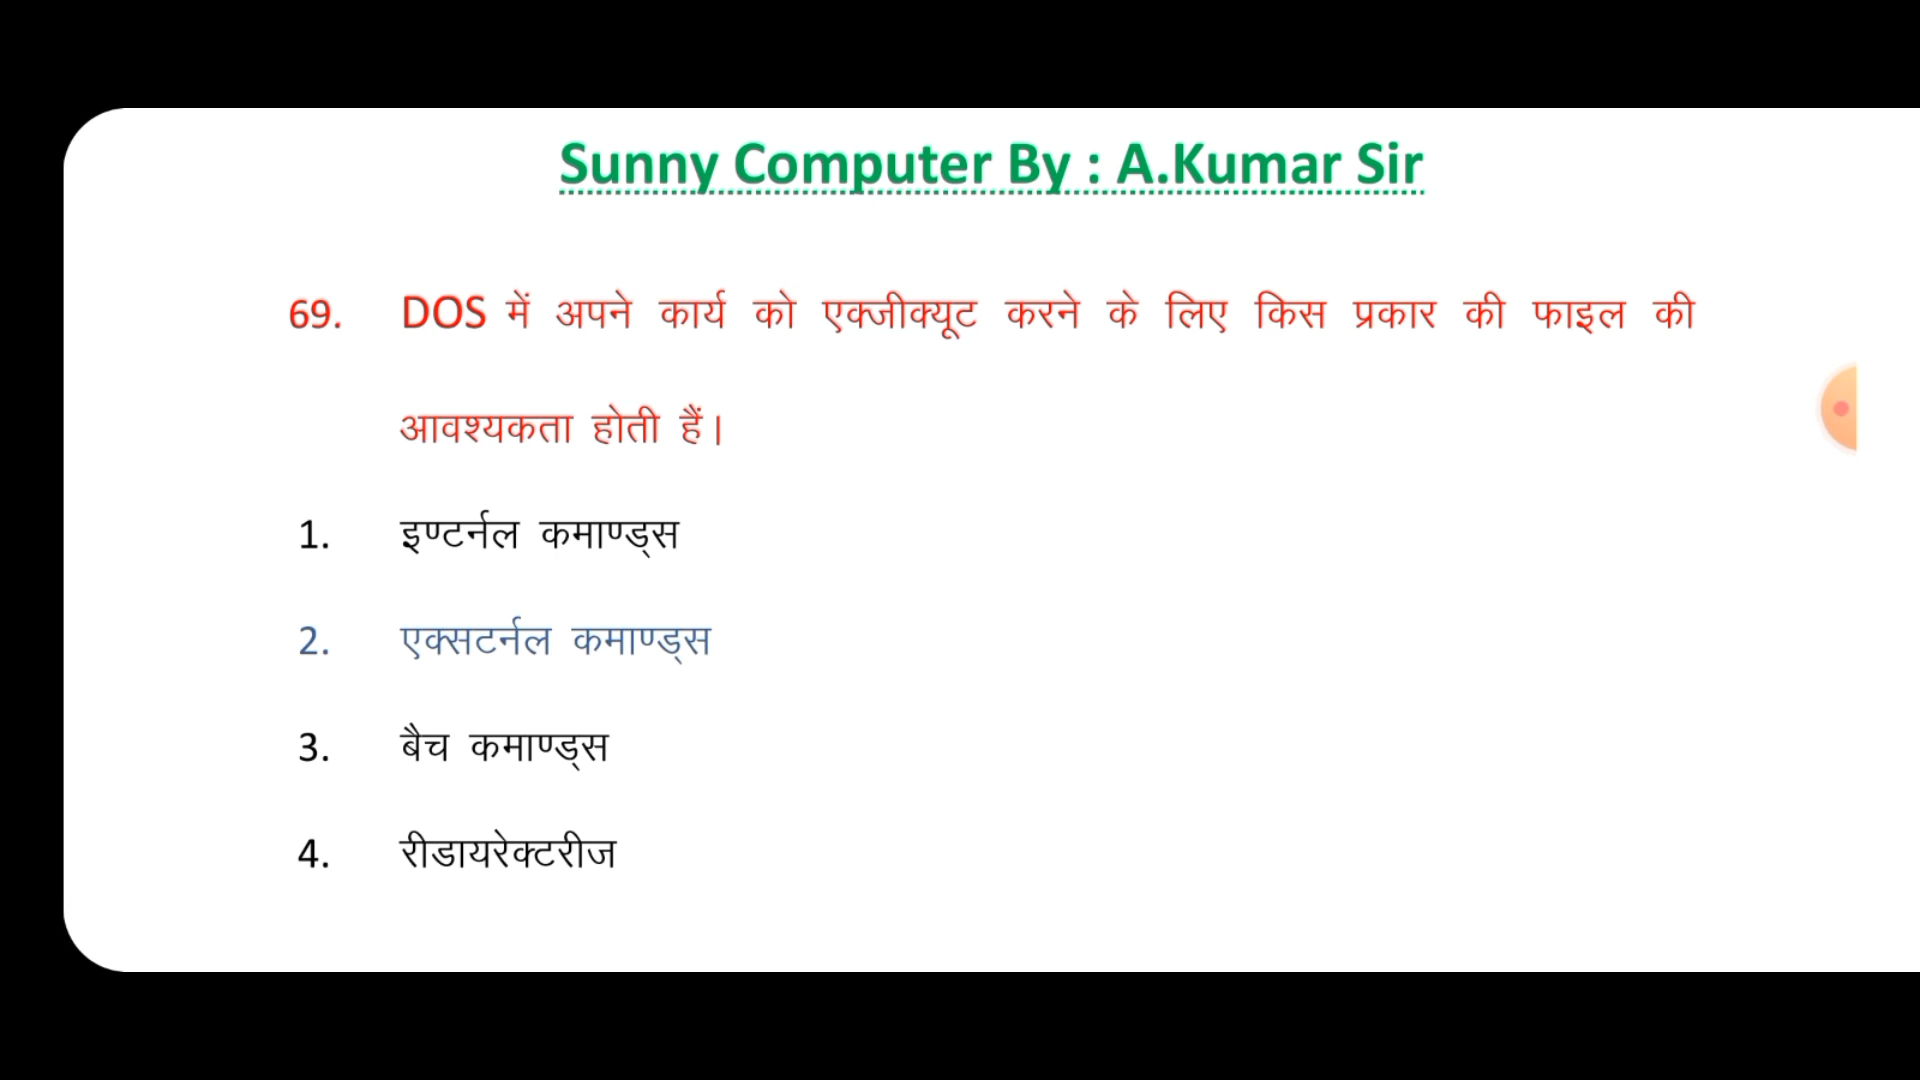 Sunny Computer By : A.Kumar Sir
69. DOS में अपने कार्य को एक्जीक्यूट करने के लिए किस प्रकार की फाइल की
आवश्यकता होती हैं।
1. इण्टर्नल कमाण्ड्स
2. एक्सटर्नल कमाण्ड्स
3. बैच कमाण्ड्स
4. रीडायरेक्टरीज